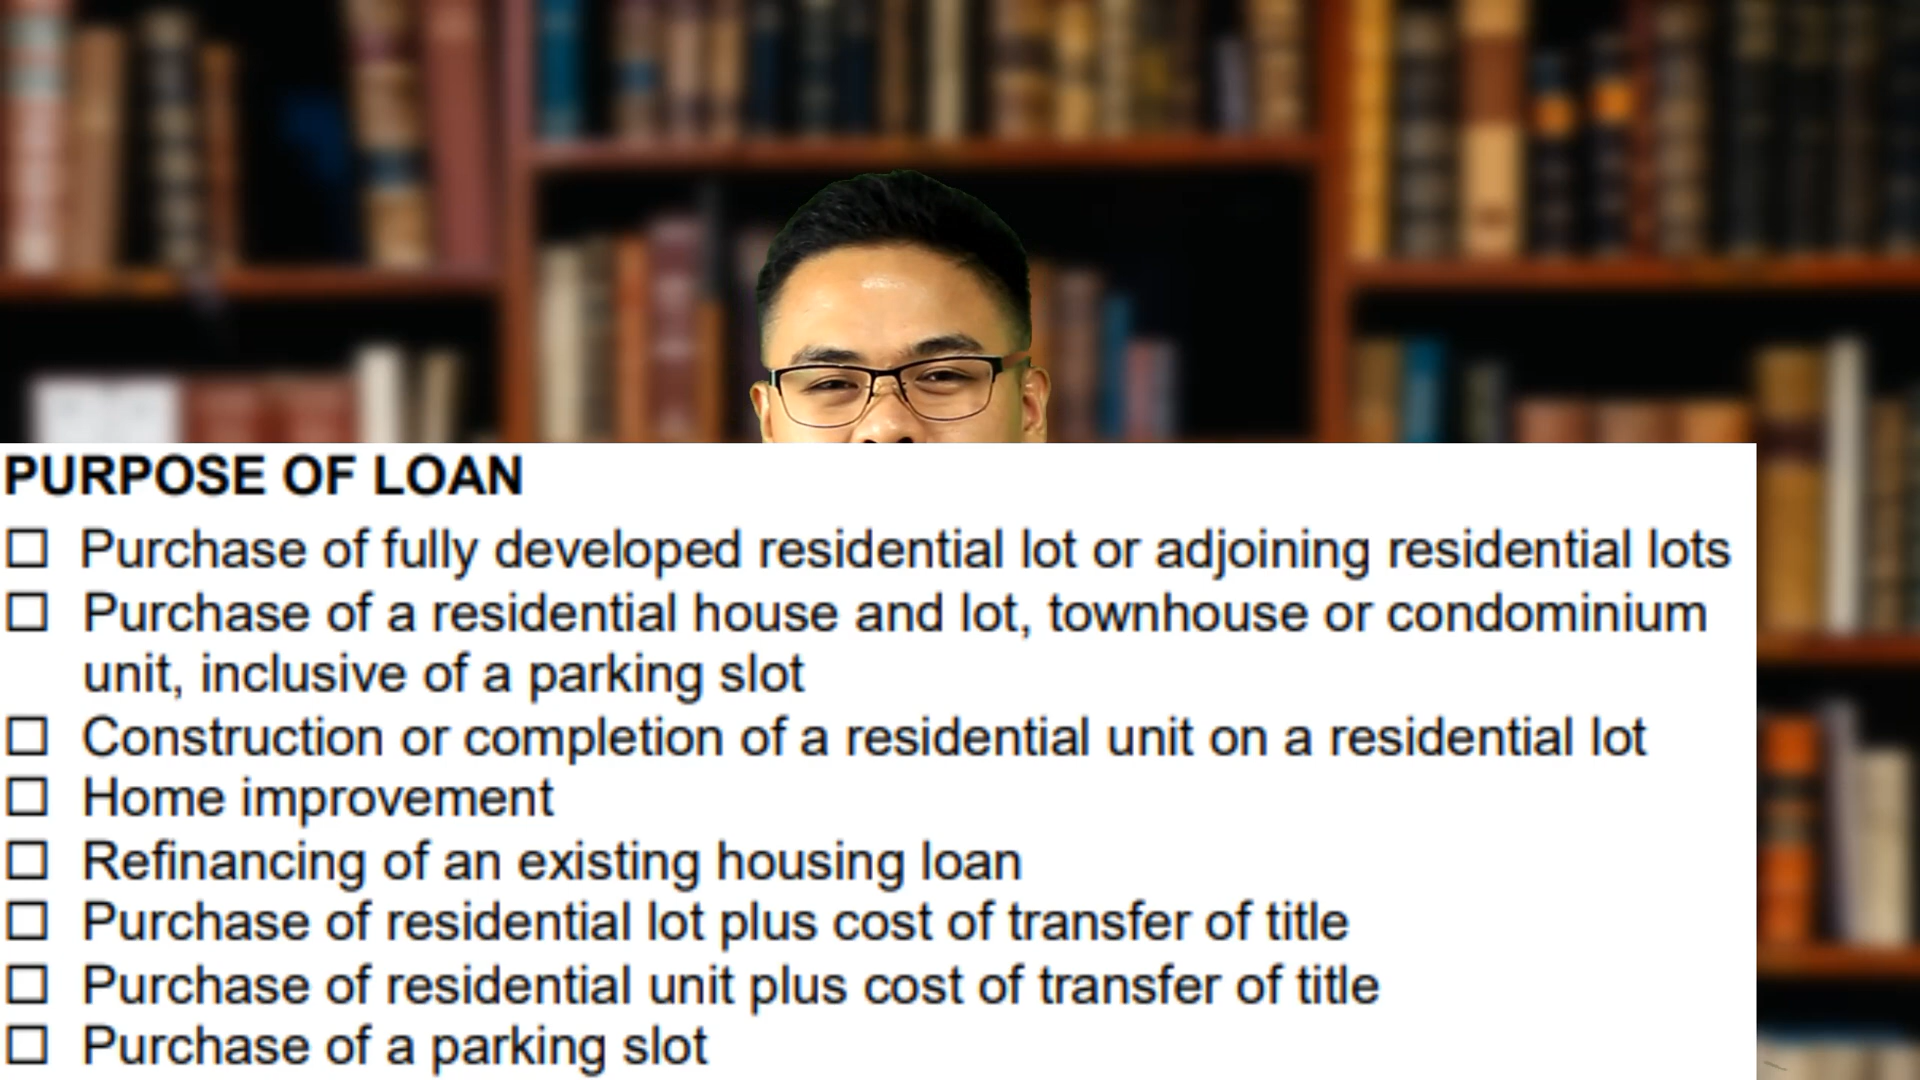 PURPOSE OF LOAN
☐ Purchase of fully developed residential lot or adjoining residential lots
☐ Purchase of a residential house and lot, townhouse or condominium
unit, inclusive of a parking slot
☐ Construction or completion of a residential unit on a residential lot
☐ Home improvement
☐ Refinancing of an existing housing loan
☐ Purchase of residential lot plus cost of transfer of title
☐ Purchase of residential unit plus cost of transfer of title
☐ Purchase of a parking slot